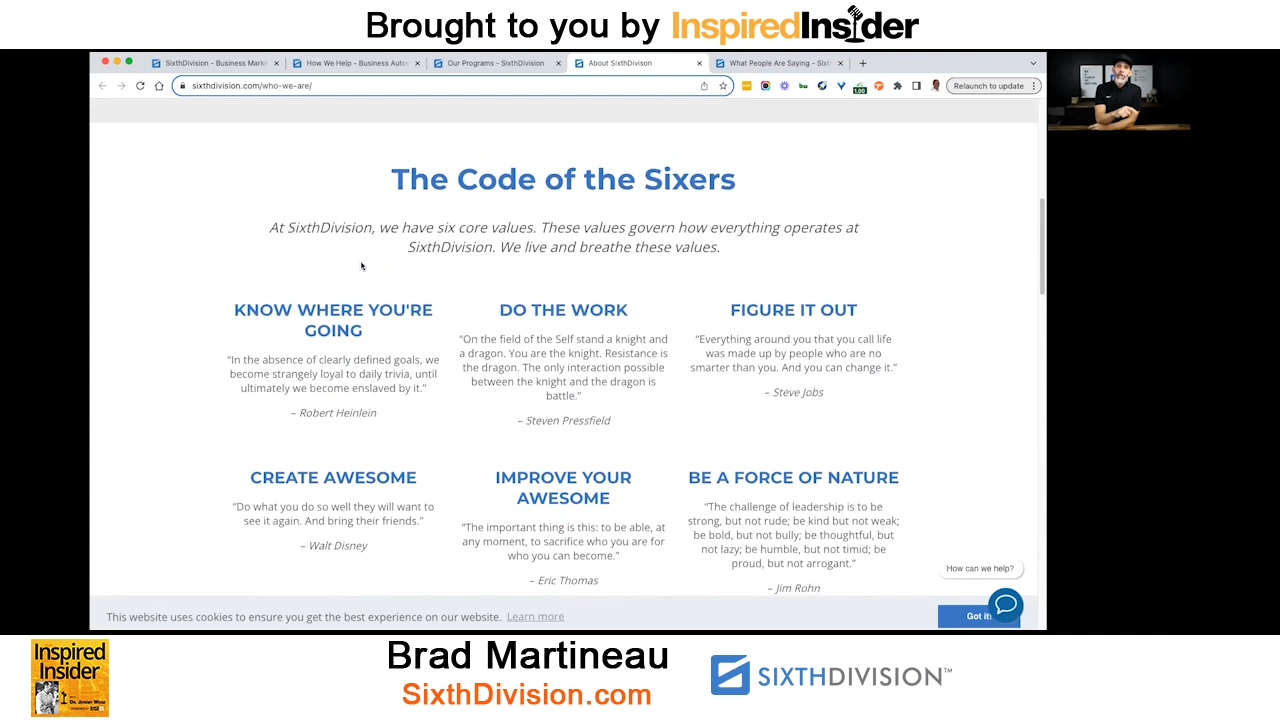 Brought to you by InspiredInsider
SixthDivision - Business Marke
How We Help - Business Auto
Our Programs - SixthDivision
About SixthDivison
What People Are Saying - Sixt
sixthdivision.com/who-we-are/
1.00
Relaunch to update
The Code of the Sixers
At SixthDivision, we have six core values. These values govern how everything operates at
SixthDivision. We live and breathe these values.
KNOW WHERE YOU'RE
GOING
“In the absence of clearly defined goals, we
become strangely loyal to daily trivia, until
ultimately we become enslaved by it.”
– Robert Heinlein
DO THE WORK
“On the field of the Self stand a knight and
a dragon. You are the knight. Resistance is
the dragon. The only interaction possible
between the knight and the dragon is
battle.”
– Steven Pressfield
FIGURE IT OUT
“Everything around you that you call life
was made up by people who are no
smarter than you. And you can change it.”
– Steve Jobs
CREATE AWESOME
“Do what you do so well they will want to
see it again. And bring their friends.”
– Walt Disney
IMPROVE YOUR
AWESOME
“The important thing is this: to be able, at
any moment, to sacrifice who you are for
who you can become.”
– Eric Thomas
BE A FORCE OF NATURE
“The challenge of leadership is to be
strong, but not rude; be kind but not weak;
be bold, but not bully; be thoughtful, but
not lazy; be humble, but not timid; be
proud, but not arrogant.”
– Jim Rohn
How can we help?
This website uses cookies to ensure you get the best experience on our website. Learn more
Got it!
Inspired
Insider
Brad Martineau
SixthDivision.com
SIXTHDIVISION™